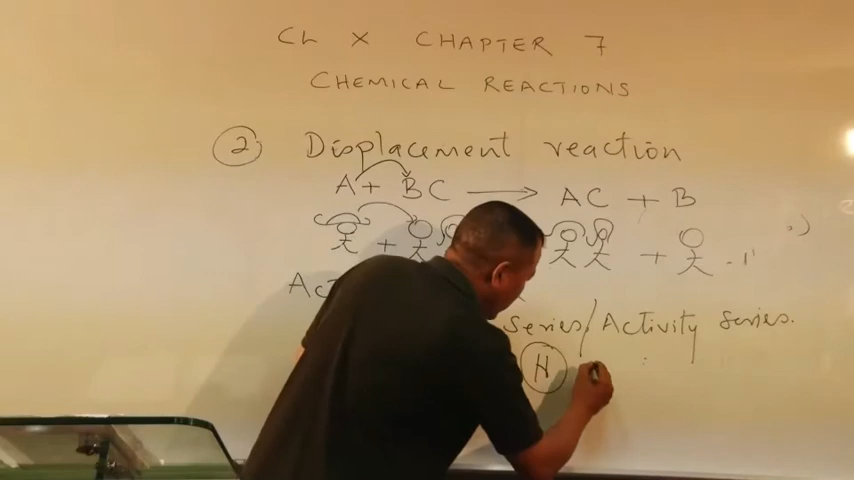 CL X CHAPTER 7
CHEMICAL REACTIONS
② Displacement reaction
A + BC ⟶ AC + B
+ +
Series/Activity Series.
Ⓗ